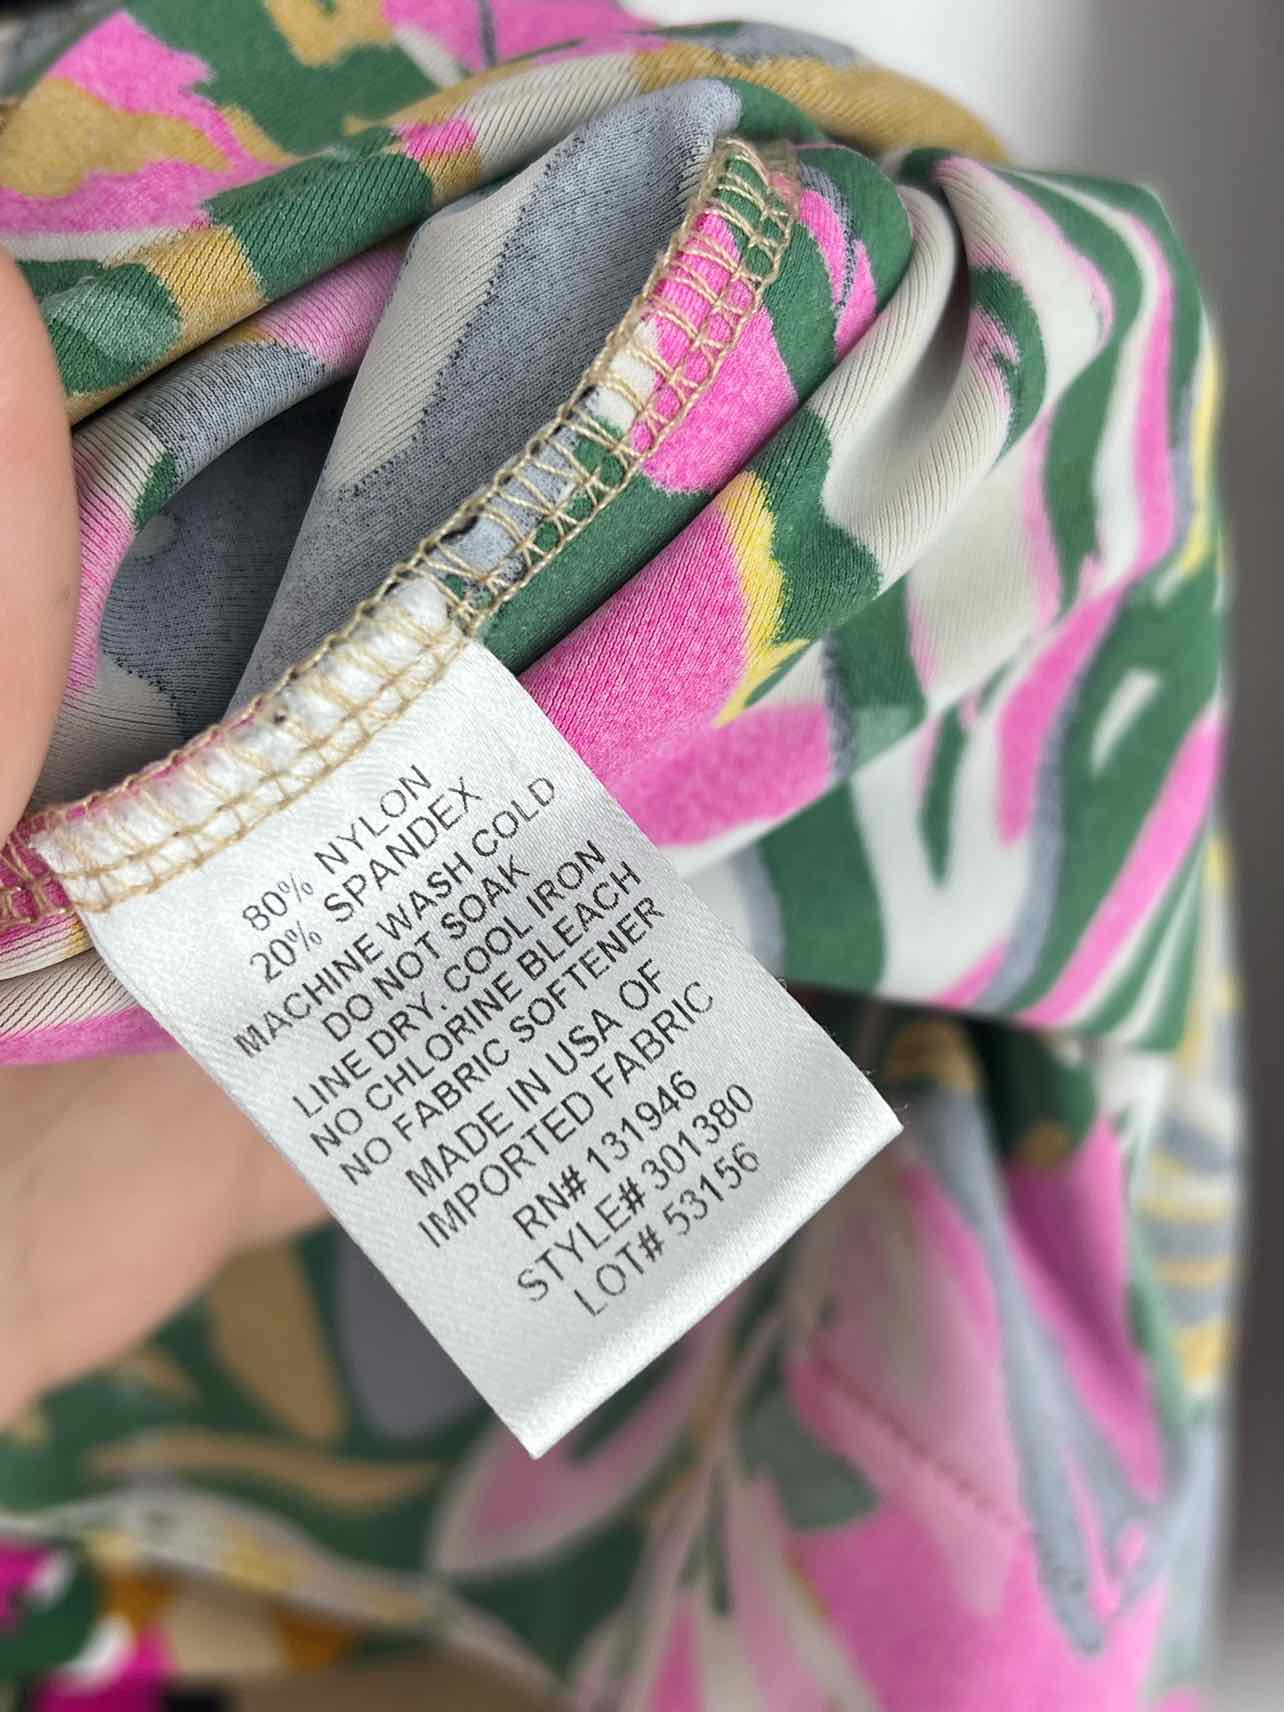 80% NYLON
20% SPANDEX
MACHINE WASH COLD
DO NOT SOAK
LINE DRY. COOL IRON
NO CHLORINE BLEACH
NO FABRIC SOFTENER
MADE IN USA OF
IMPORTED FABRIC
RN# 131946
STYLE# 301380
LOT# 53156